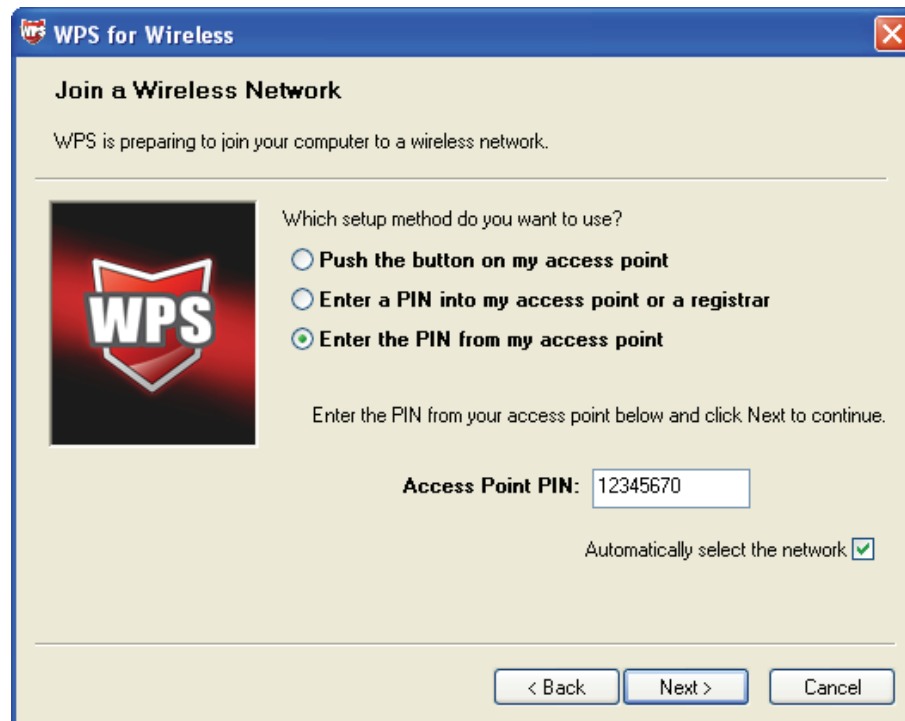 WPS WPS for Wireless
Join a Wireless Network
WPS is preparing to join your computer to a wireless network.
Which setup method do you want to use?
Push the button on my access point
Enter a PIN into my access point or a registrar
Enter the PIN from my access point
WPS
Enter the PIN from your access point below and click Next to continue.
Access Point PIN: 12345670
Automatically select the network
< Back Next > Cancel